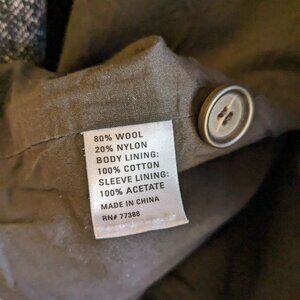 80% WOOL
20% NYLON
BODY LINING:
100% COTTON
SLEEVE LINING:
100% ACETATE
MADE IN CHINA
RN# 77388